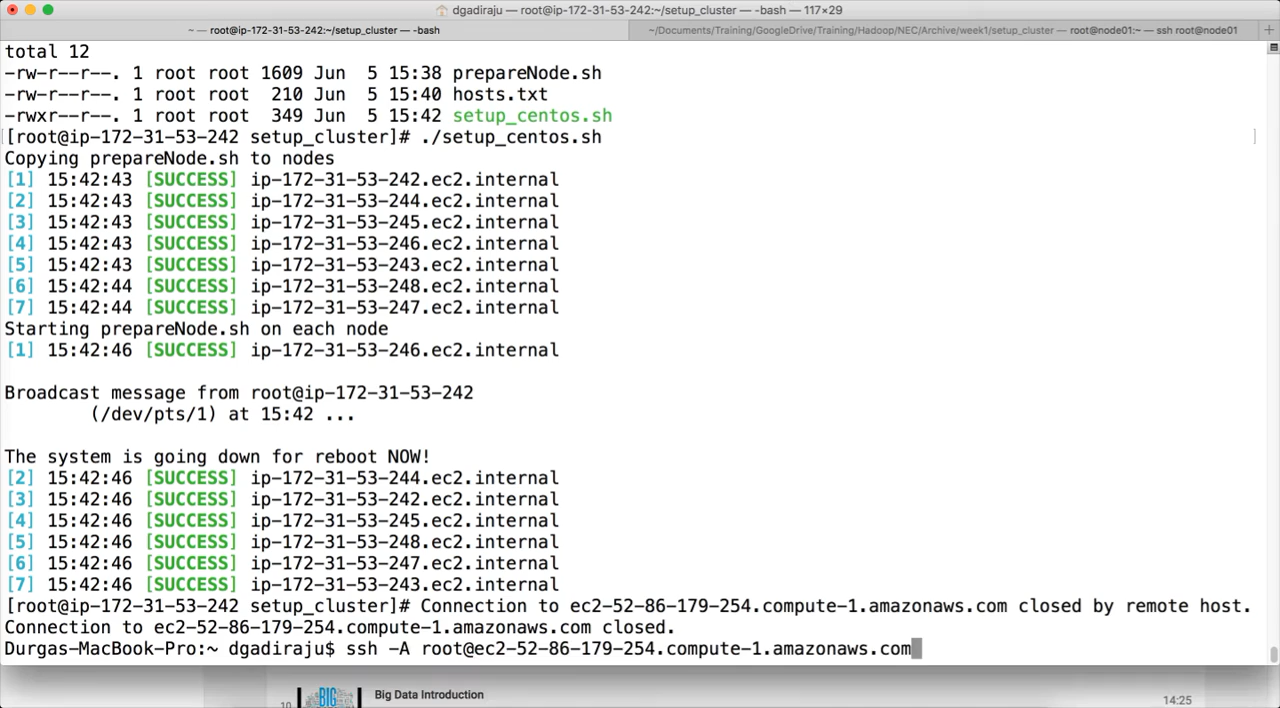 dgadiraju — root@ip-172-31-53-242:~/setup_cluster — -bash — 117×29
~ — root@ip-172-31-53-242:~/setup_cluster — -bash
~/Documents/Training/GoogleDrive/Training/Hadoop/NEC/Archive/week1/setup_cluster — root@node01:~ — ssh root@node01
total 12
-rw-r--r--. 1 root root 1609 Jun  5 15:38 prepareNode.sh
-rw-r--r--. 1 root root  210 Jun  5 15:40 hosts.txt
-rwxr--r--. 1 root root  349 Jun  5 15:42 setup_centos.sh
[root@ip-172-31-53-242 setup_cluster]# ./setup_centos.sh ]
Copying prepareNode.sh to nodes
[1] 15:42:43 [SUCCESS] ip-172-31-53-242.ec2.internal
[2] 15:42:43 [SUCCESS] ip-172-31-53-244.ec2.internal
[3] 15:42:43 [SUCCESS] ip-172-31-53-245.ec2.internal
[4] 15:42:43 [SUCCESS] ip-172-31-53-246.ec2.internal
[5] 15:42:43 [SUCCESS] ip-172-31-53-243.ec2.internal
[6] 15:42:44 [SUCCESS] ip-172-31-53-248.ec2.internal
[7] 15:42:44 [SUCCESS] ip-172-31-53-247.ec2.internal
Starting prepareNode.sh on each node
[1] 15:42:46 [SUCCESS] ip-172-31-53-246.ec2.internal
Broadcast message from root@ip-172-31-53-242
(/dev/pts/1) at 15:42 ...
The system is going down for reboot NOW!
[2] 15:42:46 [SUCCESS] ip-172-31-53-244.ec2.internal
[3] 15:42:46 [SUCCESS] ip-172-31-53-242.ec2.internal
[4] 15:42:46 [SUCCESS] ip-172-31-53-245.ec2.internal
[5] 15:42:46 [SUCCESS] ip-172-31-53-248.ec2.internal
[6] 15:42:46 [SUCCESS] ip-172-31-53-247.ec2.internal
[7] 15:42:46 [SUCCESS] ip-172-31-53-243.ec2.internal
[root@ip-172-31-53-242 setup_cluster]# Connection to ec2-52-86-179-254.compute-1.amazonaws.com closed by remote host.
Connection to ec2-52-86-179-254.compute-1.amazonaws.com closed.
Durgas-MacBook-Pro:~ dgadiraju$ ssh -A root@ec2-52-86-179-254.compute-1.amazonaws.com
10 BIG Big Data Introduction 14:25